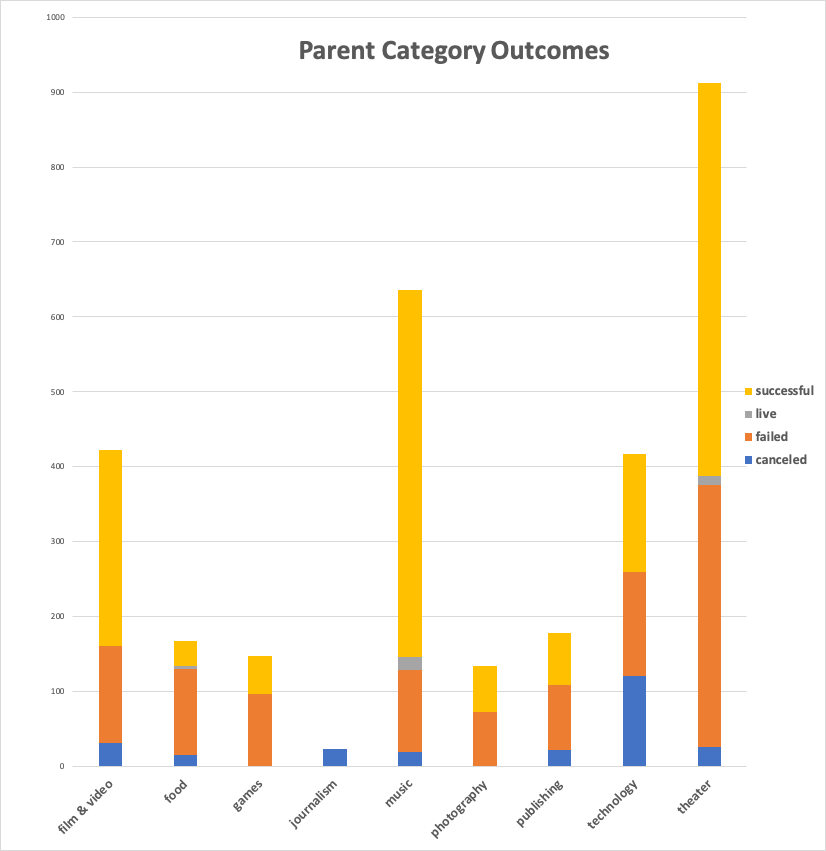 Parent Category Outcomes
1000
900
800
700
600
500
400
300
200
100
0
successful
live
failed
canceled
film & video
food
games
journalism
music
photography
publishing
technology
theater